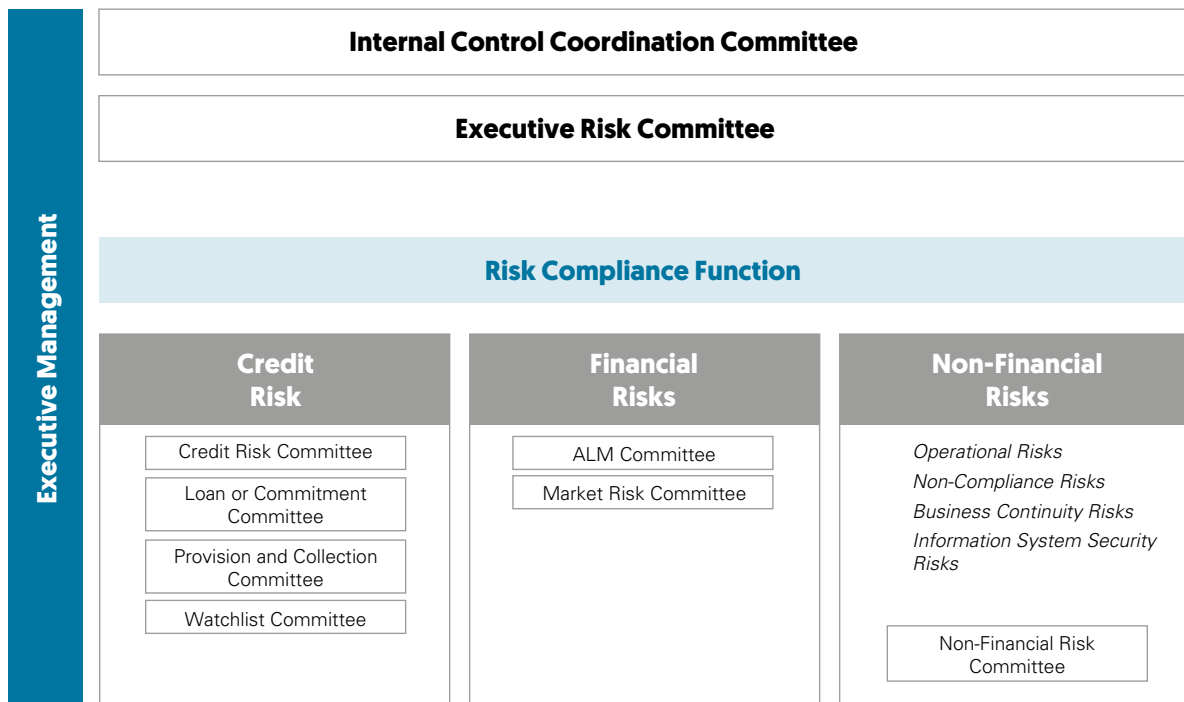 Executive Management
Internal Control Coordination Committee
Executive Risk Committee
Risk Compliance Function
Credit
Risk
Credit Risk Committee
Loan or Commitment
Committee
Provision and Collection
Committee
Watchlist Committee
Financial
Risks
ALM Committee
Market Risk Committee
Non-Financial
Risks
Operational Risks
Non-Compliance Risks
Business Continuity Risks
Information System Security
Risks
Non-Financial Risk
Committee